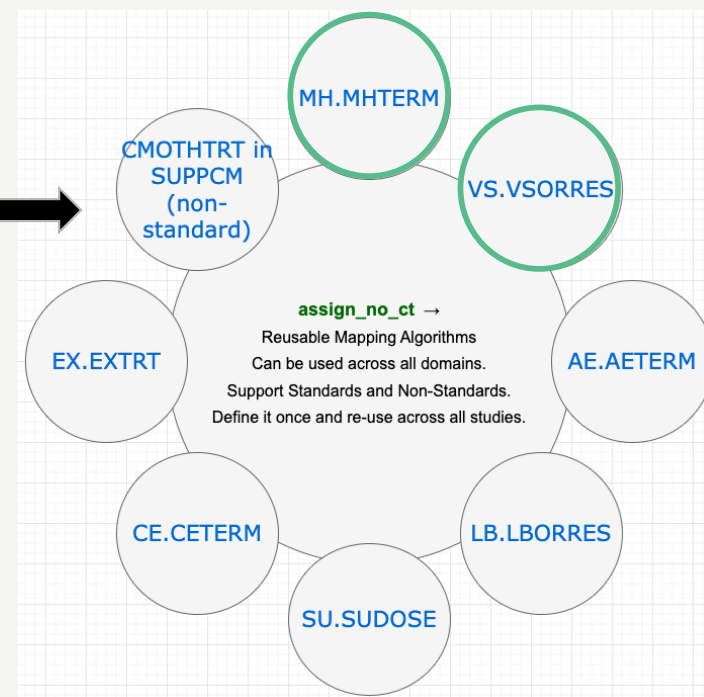 MH.MHTERM
CMOTHTRT in
SUPPCM
(non-
standard)
VS.VSORRES
assign_no_ct →
Reusable Mapping Algorithms
Can be used across all domains.
Support Standards and Non-Standards.
Define it once and re-use across all studies.
EX.EXTRT
AE.AETERM
CE.CETERM
LB.LBORRES
SU.SUDOSE